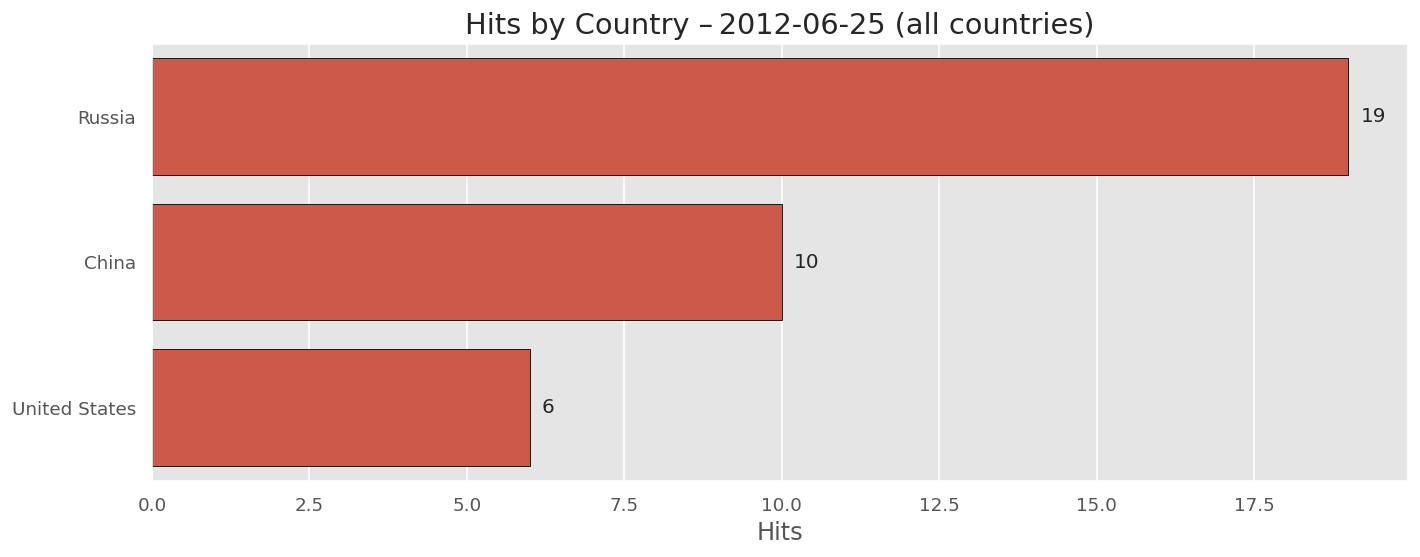 Hits by Country – 2012-06-25 (all countries)
Russia
19
China
10
United States
6
0.0
2.5
5.0
7.5
10.0
12.5
15.0
17.5
Hits